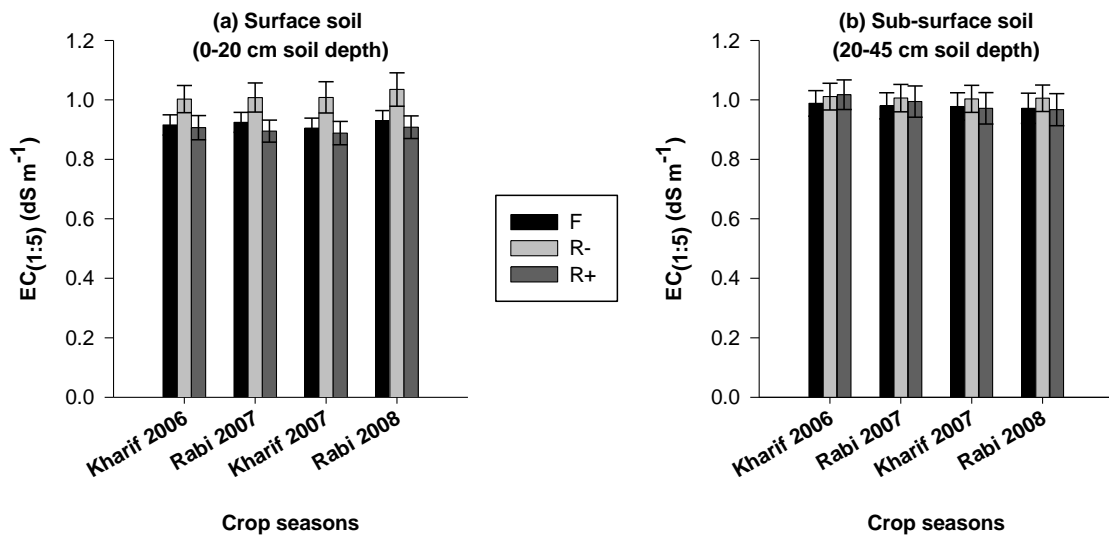 (a) Surface soil
(0-20 cm soil depth)
EC(1:5) (dS m-1)
1.2
1.0
0.8
0.6
0.4
0.2
0.0
Kharif 2006
Rabi 2007
Kharif 2007
Rabi 2008
Crop seasons
F
R-
R+
(b) Sub-surface soil
(20-45 cm soil depth)
EC(1:5) (dS m-1)
1.2
1.0
0.8
0.6
0.4
0.2
0.0
Kharif 2006
Rabi 2007
Kharif 2007
Rabi 2008
Crop seasons